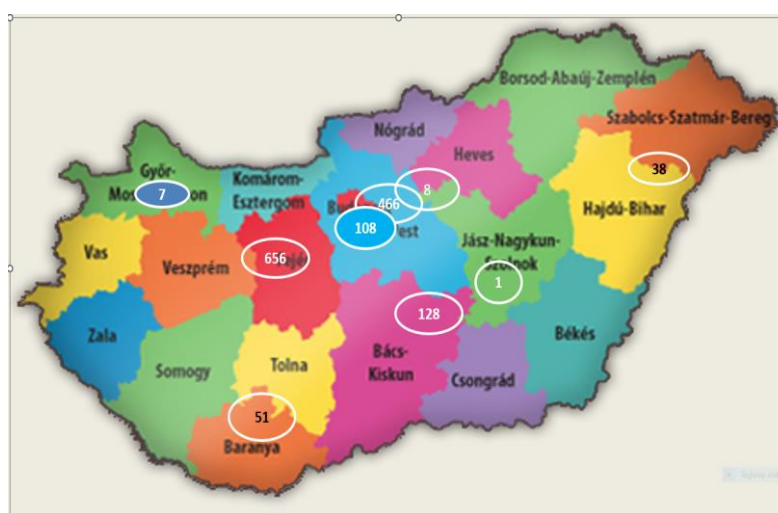 Borsod-Abaúj-Zemplén
Szabolcs-Szatmár-Bereg
Nógrád
Heves
Győr-
Komárom-
Esztergom
38
7
8
466
Hajdú-Bihar
108
Vas
Veszprém
656
Jász-Nagykun-
Szolnok
1
128
Zala
Békés
Tolna
Bács-
Kiskun
Somogy
Csongrád
51
Baranya